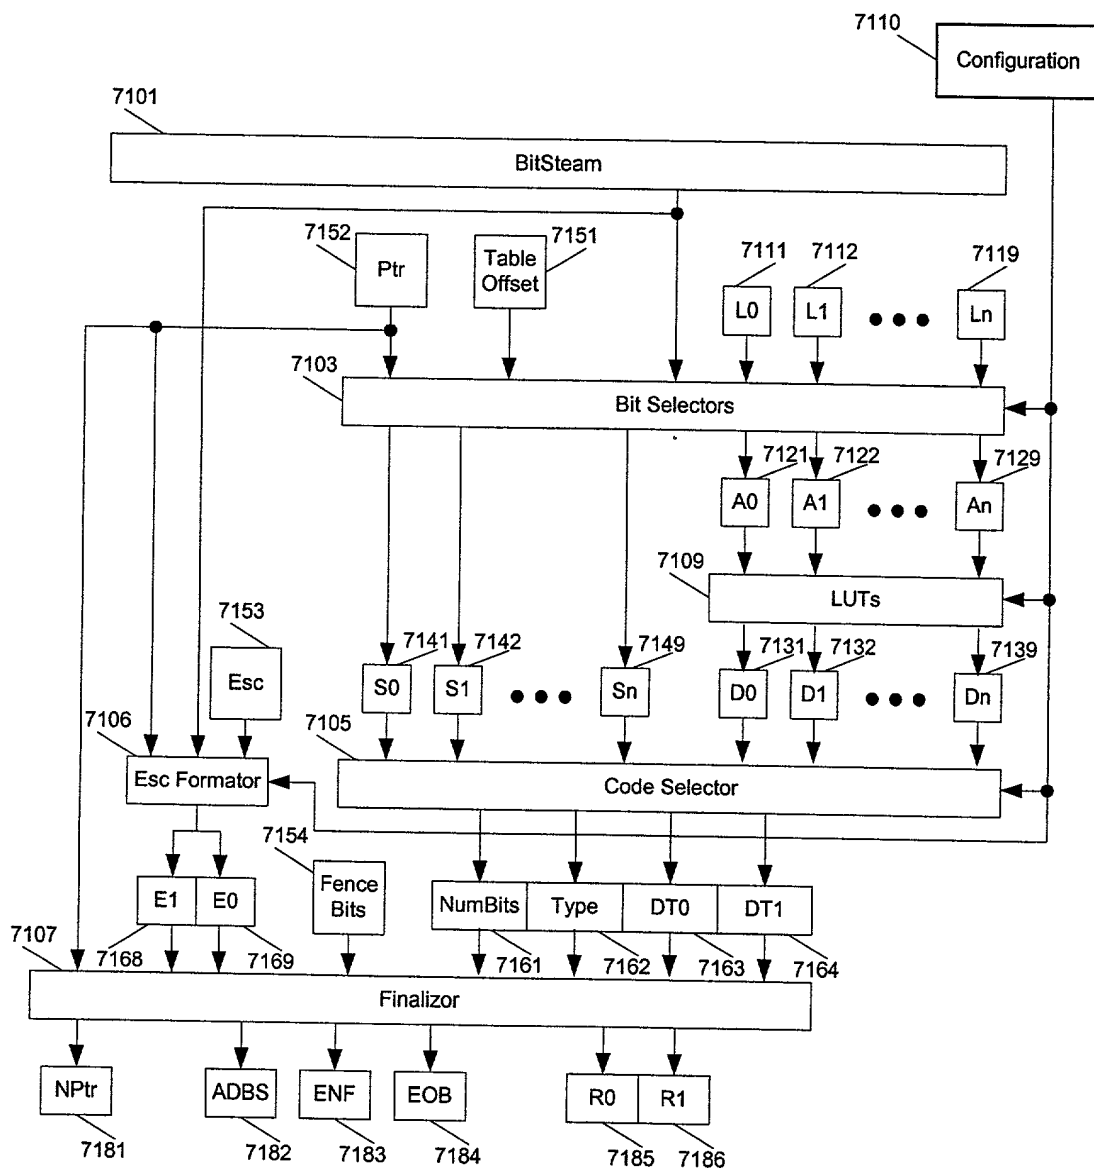 7110
Configuration
7101
BitSteam
7152
Ptr
7151
Table
Offset
7111
L0
7112
L1
7119
Ln
7103
Bit Selectors
7121
A0
7122
A1
7129
An
7109
LUTs
7153
Esc
7141
S0
7142
S1
7149
Sn
7131
D0
7132
D1
7139
Dn
7106
Esc Formator
7105
Code Selector
7154
Fence
Bits
E1
E0
NumBits
Type
DT0
DT1
7107
7168
7169
7161
7162
7163
7164
Finalizor
NPtr
ADBS
ENF
EOB
R0
R1
7181
7182
7183
7184
7185
7186